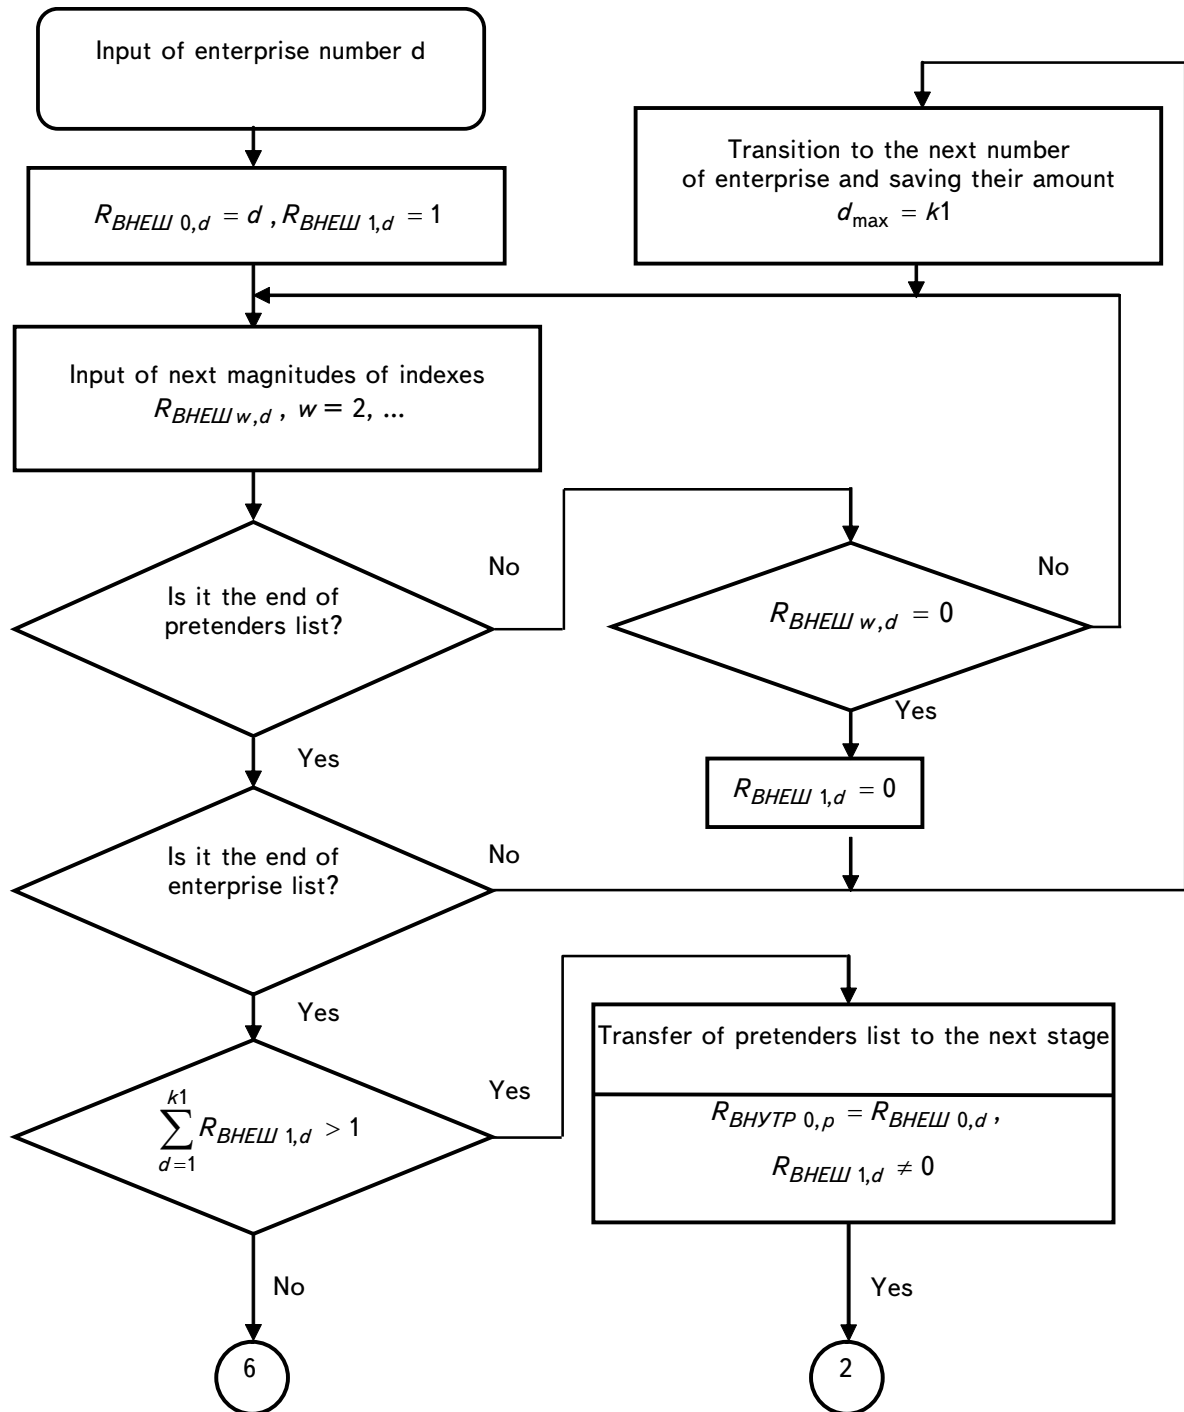 Input of enterprise number d
R_ВНЕШ 0,d = d , R_ВНЕШ 1,d = 1
Transition to the next number
of enterprise and saving their amount
d_max = k1
Input of next magnitudes of indexes
R_ВНЕШ w,d , w = 2, ...
Is it the end of
pretenders list?
No
R_ВНЕШ w,d = 0
No
Yes
Yes
R_ВНЕШ 1,d = 0
Is it the end of
enterprise list?
No
Yes
k1
∑ R_ВНЕШ 1,d > 1
d=1
Yes
Transfer of pretenders list to the next stage
R_ВНУТР 0,p = R_ВНЕШ 0,d ,
R_ВНЕШ 1,d ≠ 0
No
Yes
6
2